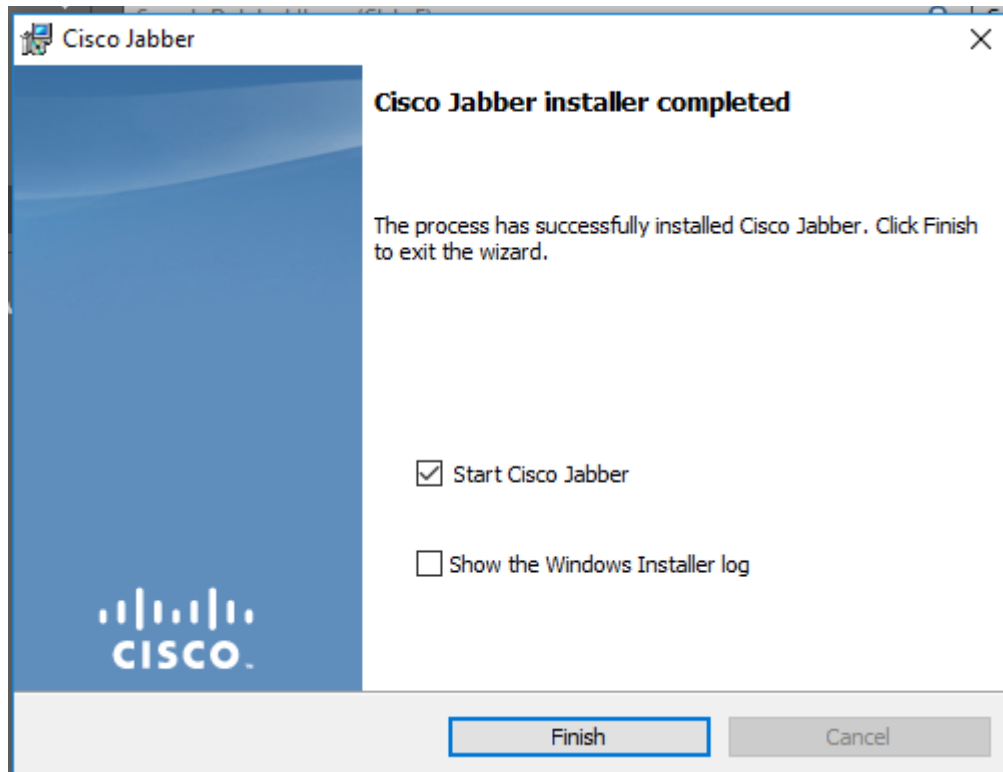 Cisco Jabber
Cisco Jabber installer completed
The process has successfully installed Cisco Jabber. Click Finish
to exit the wizard.
Start Cisco Jabber
Show the Windows Installer log
CISCO.
Finish
Cancel